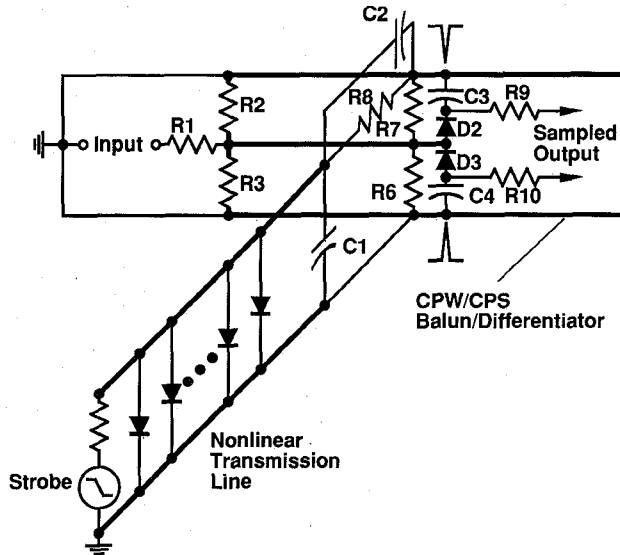 C2
R8
C3
R9
R1
R2
R7
D2
Input
Sampled
Output
D3
R3
R6
C4
R10
C1
CPW/CPS
Balun/Differentiator
Nonlinear
Transmission
Line
Strobe